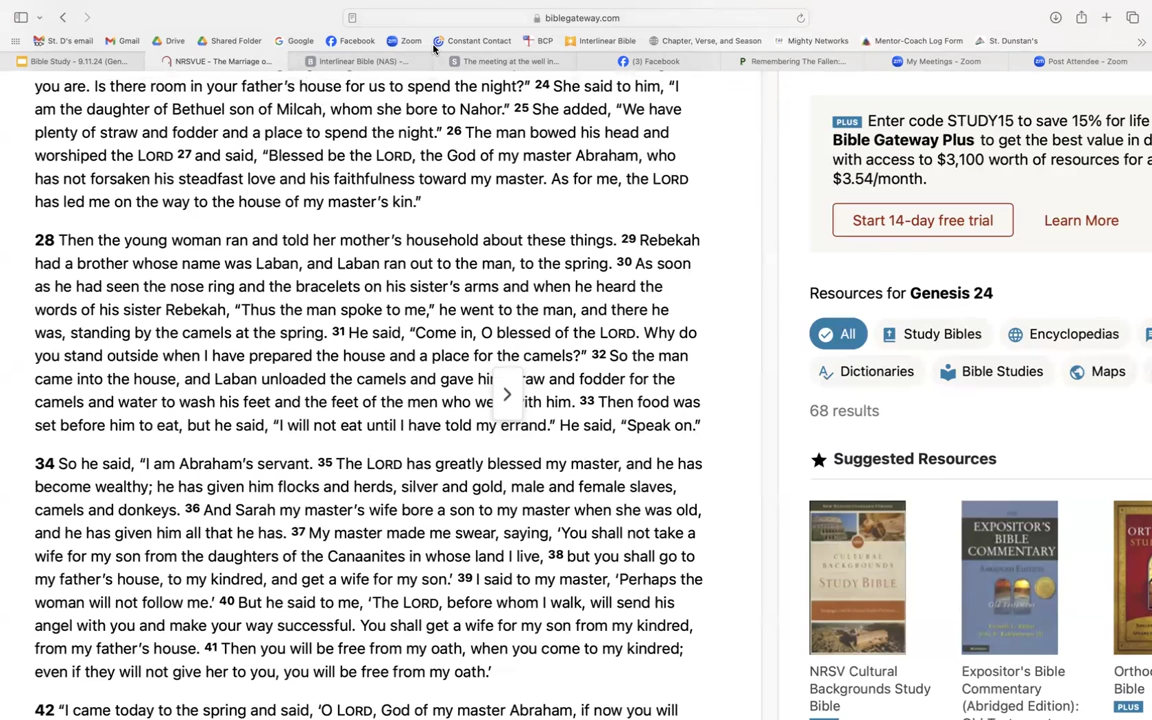 biblegateway.com
St. D's email
Gmail
Drive
Shared Folder
Google
Facebook
Zoom
Constant Contact
BCP
Interlinear Bible
Chapter, Verse, and Season
Mighty Networks
Mentor-Coach Log Form
St. Dunstan's
Bible Study - 9.11.24 (Gen...
NRSVUE - The Marriage o...
Interlinear Bible (NAS) -...
The meeting at the well in...
(3) Facebook
Remembering The Fallen:...
My Meetings - Zoom
Post Attendee - Zoom
you are. Is there room in your father's house for us to spend the night?” 24 She said to him, “I
am the daughter of Bethuel son of Milcah, whom she bore to Nahor.” 25 She added, “We have
plenty of straw and fodder and a place to spend the night.” 26 The man bowed his head and
worshiped the LORD 27 and said, “Blessed be the LORD, the God of my master Abraham, who
has not forsaken his steadfast love and his faithfulness toward my master. As for me, the LORD
has led me on the way to the house of my master's kin.”
28 Then the young woman ran and told her mother's household about these things. 29 Rebekah
had a brother whose name was Laban, and Laban ran out to the man, to the spring. 30 As soon
as he had seen the nose ring and the bracelets on his sister's arms and when he heard the
words of his sister Rebekah, “Thus the man spoke to me,” he went to the man, and there he
was, standing by the camels at the spring. 31 He said, “Come in, O blessed of the LORD. Why do
you stand outside when I have prepared the house and a place for the camels?” 32 So the man
came into the house, and Laban unloaded the camels and gave hi raw and fodder for the
camels and water to wash his feet and the feet of the men who we ith him. 33 Then food was
set before him to eat, but he said, “I will not eat until I have told my errand.” He said, “Speak on.”
34 So he said, “I am Abraham's servant. 35 The LORD has greatly blessed my master, and he has
become wealthy; he has given him flocks and herds, silver and gold, male and female slaves,
camels and donkeys. 36 And Sarah my master's wife bore a son to my master when she was old,
and he has given him all that he has. 37 My master made me swear, saying, ‘You shall not take a
wife for my son from the daughters of the Canaanites in whose land I live, 38 but you shall go to
my father's house, to my kindred, and get a wife for my son.’ 39 I said to my master, ‘Perhaps the
woman will not follow me.’ 40 But he said to me, ‘The LORD, before whom I walk, will send his
angel with you and make your way successful. You shall get a wife for my son from my kindred,
from my father's house. 41 Then you will be free from my oath, when you come to my kindred;
even if they will not give her to you, you will be free from my oath.’
42 “I came today to the spring and said, ‘O LORD, God of my master Abraham, if now you will
PLUS Enter code STUDY15 to save 15% for life
Bible Gateway Plus to get the best value in d
with access to $3,100 worth of resources for a
$3.54/month.
Start 14-day free trial
Learn More
Resources for Genesis 24
All
Study Bibles
Encyclopedias
Dictionaries
Bible Studies
Maps
68 results
Suggested Resources
CULTURAL
BACKGROUNDS
STUDY BIBLE
EXPOSITOR'S
BIBLE
COMMENTARY
ABRIDGED EDITION
Old Testament
ORT
STU
NRSV Cultural
Backgrounds Study
Bible
Expositor's Bible
Commentary
(Abridged):
Ortho
Bible
PLUS